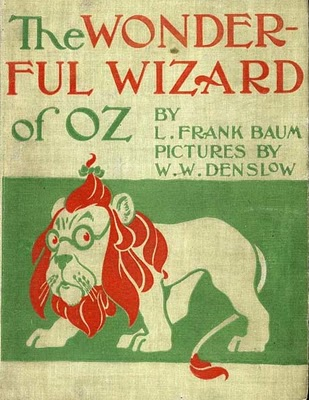 The WONDER-
FUL WIZARD
of OZ
BY
L. FRANK BAUM
PICTURES BY
W. W. DENSLOW